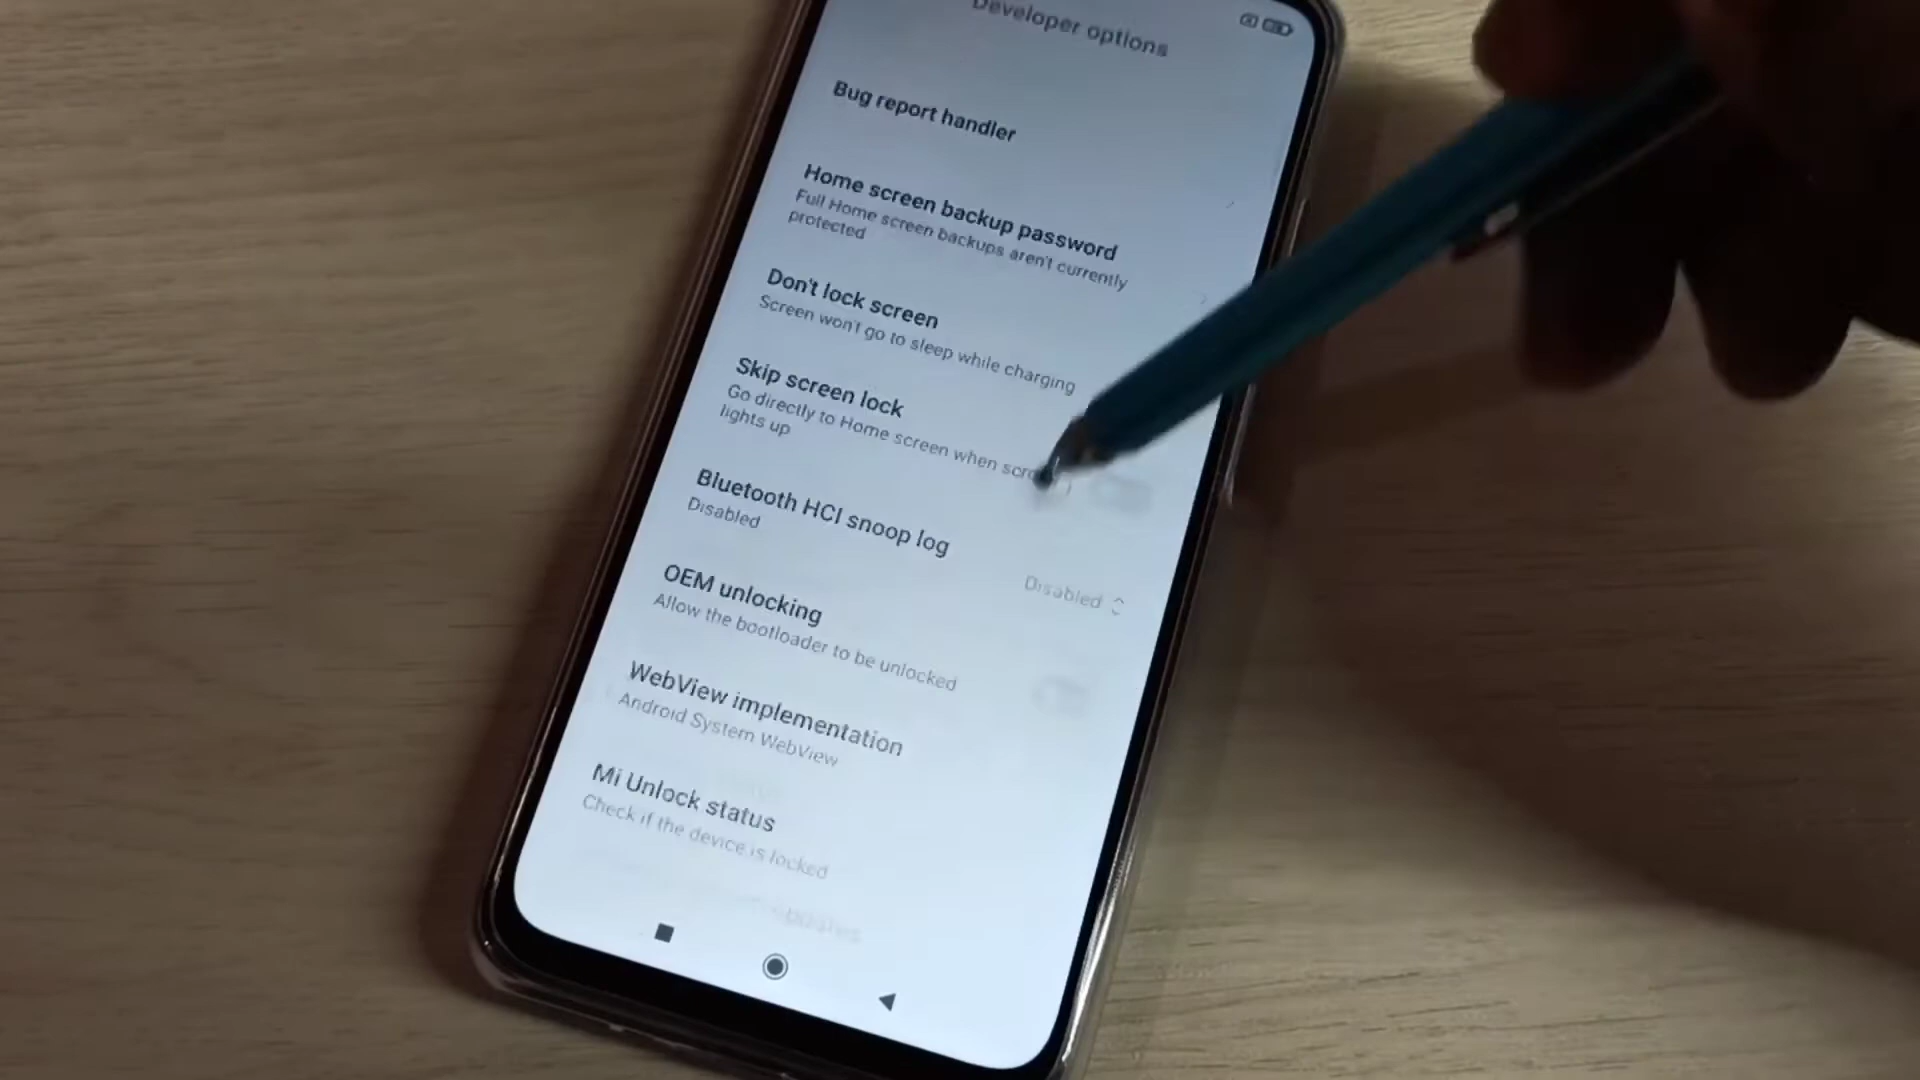 Developer options
Bug report handler
Home screen backup password
Full Home screen backups aren't currently
protected
Don't lock screen
Screen won't go to sleep while charging
Skip screen lock
Go directly to Home screen when
lights up
Bluetooth HCI snoop log
Disabled
Disabled
OEM unlocking
Allow the bootloader to be unlocked
WebView implementation
Android System WebView
Mi Unlock status
Check if the device is locked